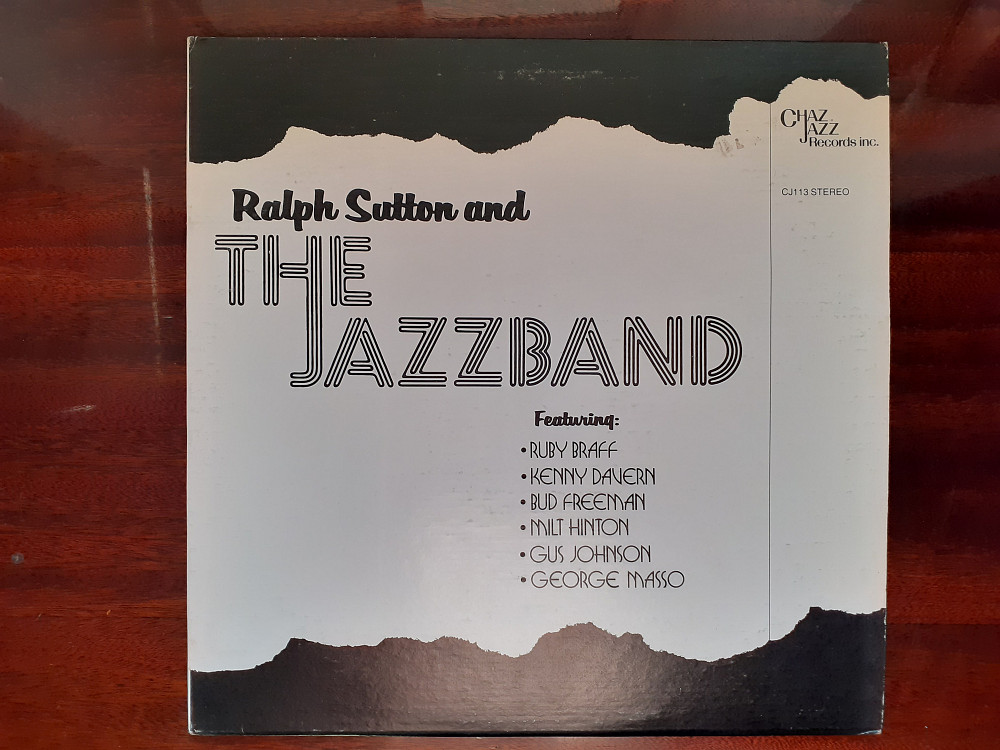 CHAZ
JAZZ
Records inc.
CJ113 STEREO
Ralph Sutton and
THE
JAZZBAND
Featuring:
• RUBY BRAFF
• KENNY DAVERN
• BUD FREEMAN
• MILT HINTON
• GUS JOHNSON
• GEORGE MASSO